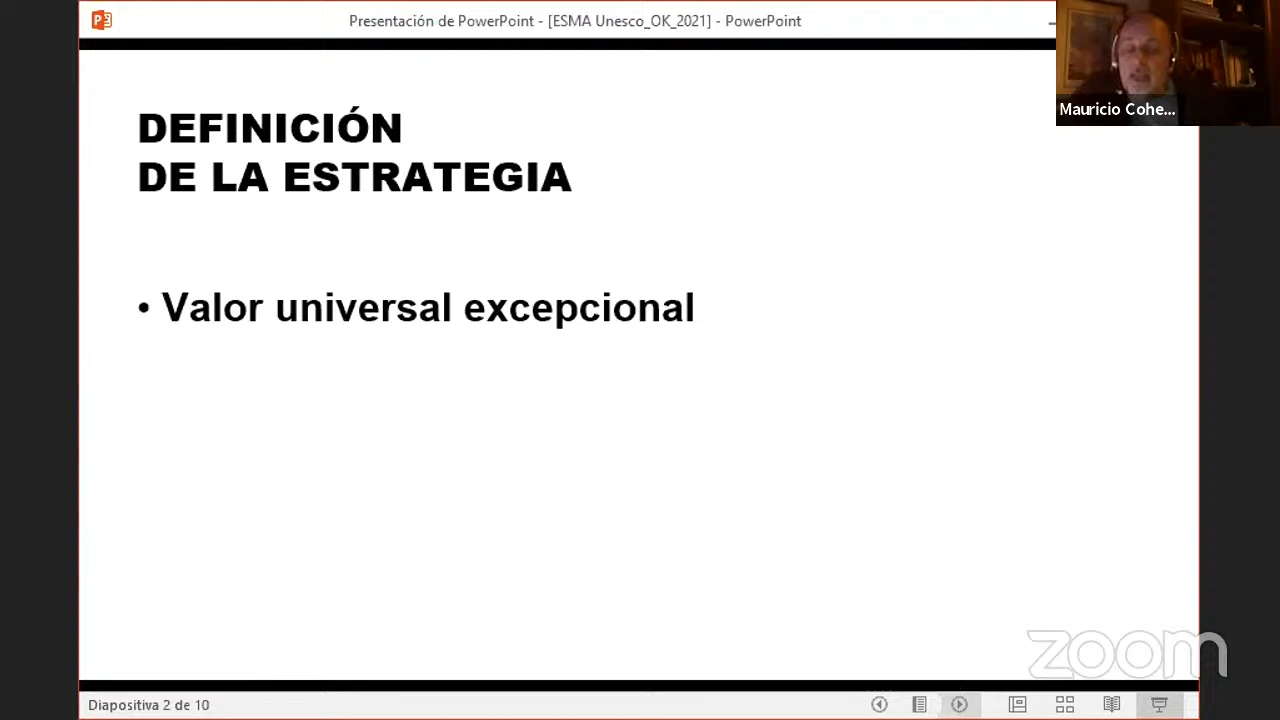 Presentación de PowerPoint - [ESMA Unesco_OK_2021] - PowerPoint
Mauricio Cohe...
DEFINICIÓN
DE LA ESTRATEGIA
• Valor universal excepcional
zoom
Diapositiva 2 de 10